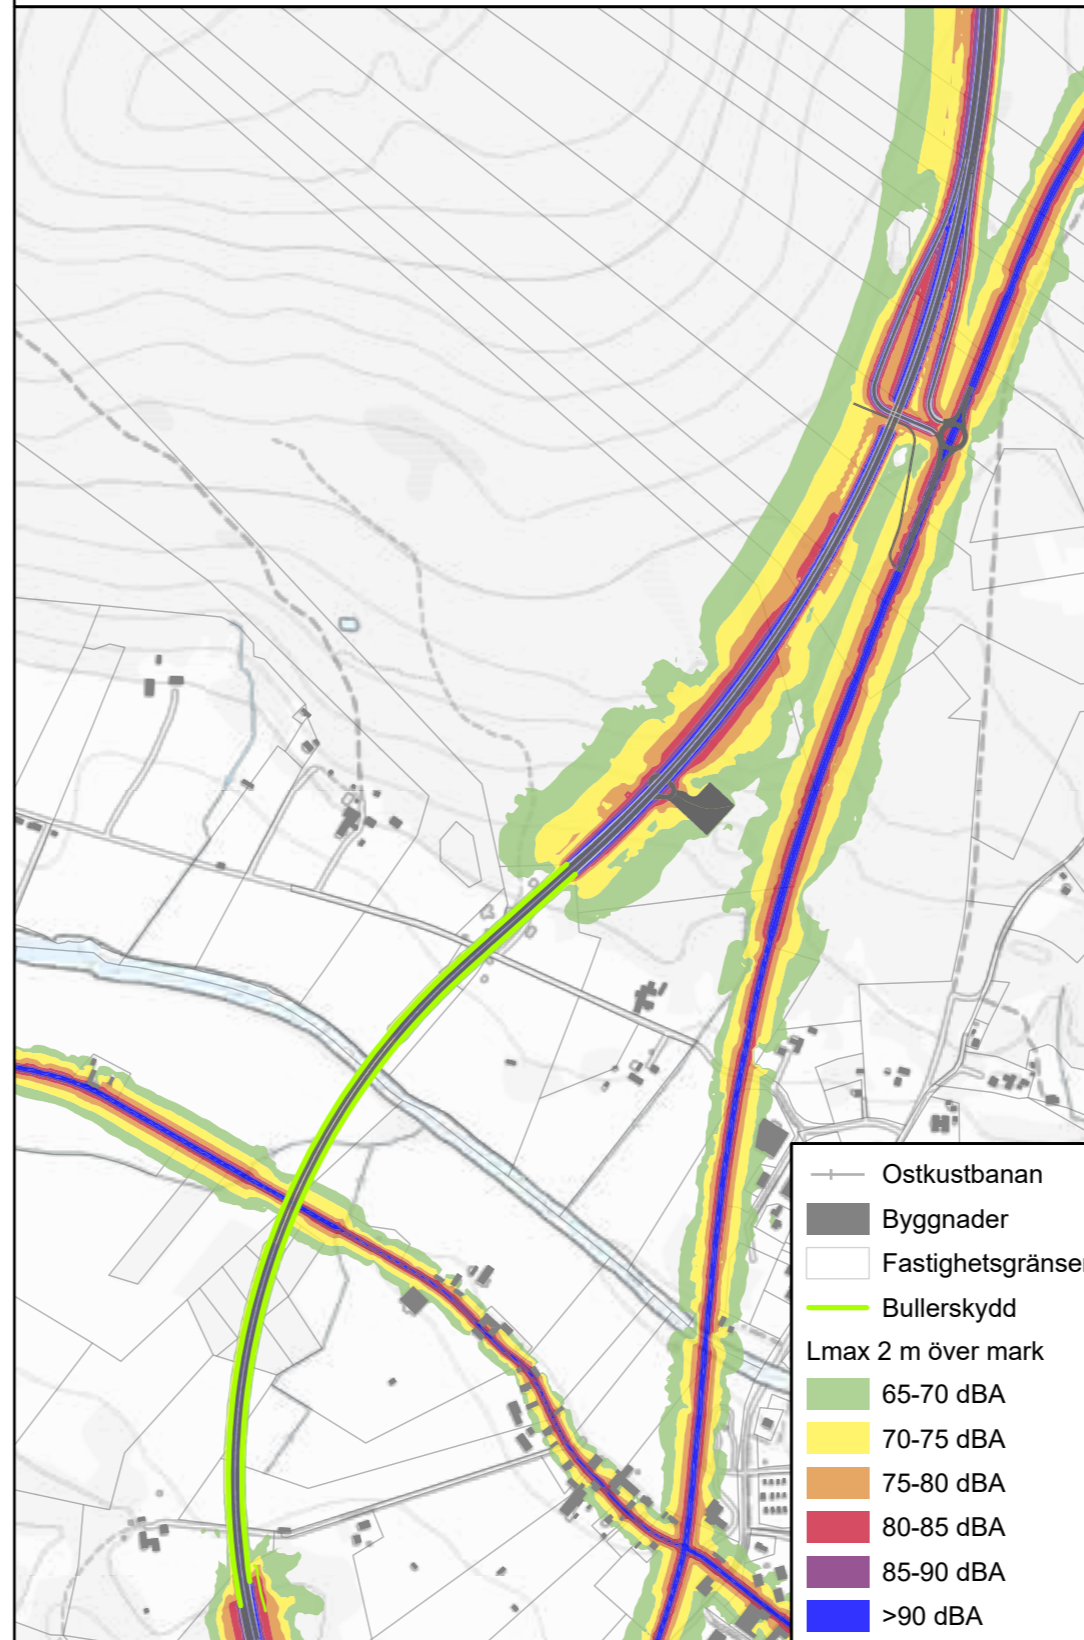 Ostkustbanan
Byggnader
Fastighetsgränser
Bullerskydd
Lmax 2 m över mark
65-70 dBA
70-75 dBA
75-80 dBA
80-85 dBA
85-90 dBA
>90 dBA